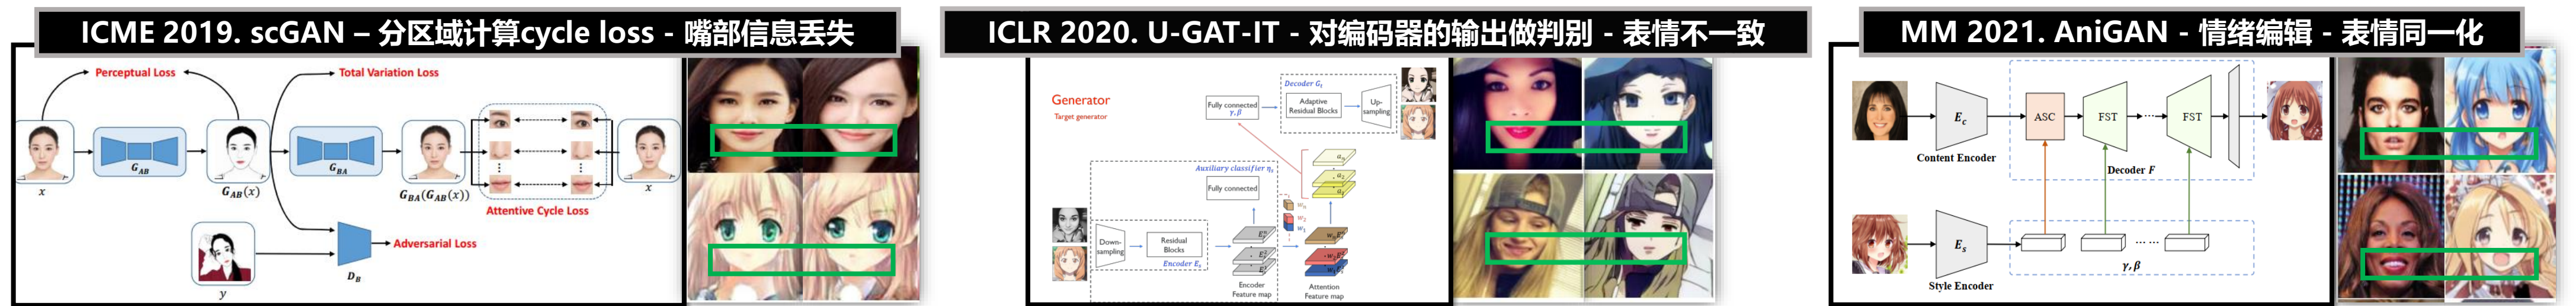 ICME 2019. scGAN – 分区域计算cycle loss - 嘴部信息丢失
Perceptual Loss
Total Variation Loss
x
G_AB
G_AB(x)
G_BA
G_BA(G_AB(x))
x
Attentive Cycle Loss
Adversarial Loss
D_B
y
ICLR 2020. U-GAT-IT - 对编码器的输出做判别 - 表情不一致
Generator
Target generator
Decoder G_t
Fully connected
γ, β
Adaptive
Residual Blocks
Up-
sampling
Auxiliary classifier η_s
Fully connected
Down-
sampling
Residual
Blocks
Encoder E_s
Encoder
Feature map
Attention
Feature map
MM 2021. AniGAN - 情绪编辑 - 表情同一化
E_c
Content Encoder
ASC
FST
FST
Decoder F
E_s
Style Encoder
γ, β